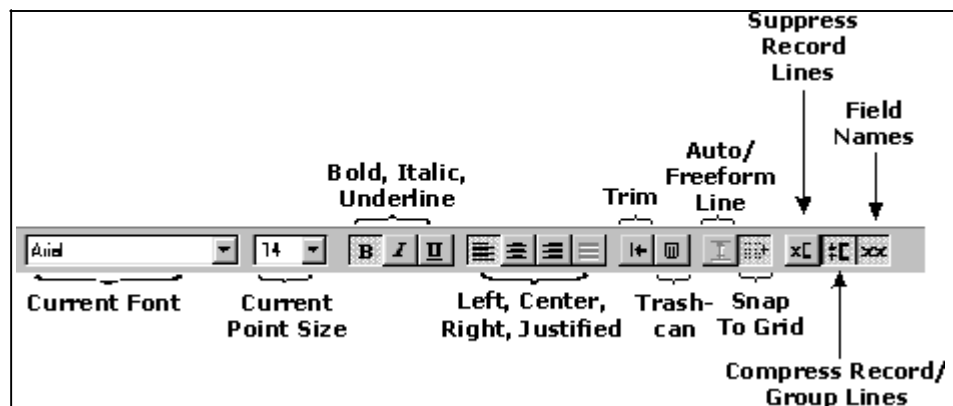 Suppress
Record
Lines
Field
Names
Auto/
Freeform
Line
Bold, Italic,
Underline
Trim
Arial
14
B I U
x[
xx
Current Font
Current
Point Size
Left, Center,
Right, Justified
Trash-
can
Snap
To Grid
Compress Record/
Group Lines